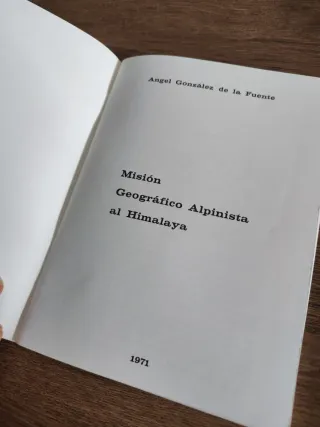 Angel González de la Fuente
Misión
Geográfico Alpinista
al Himalaya
1971